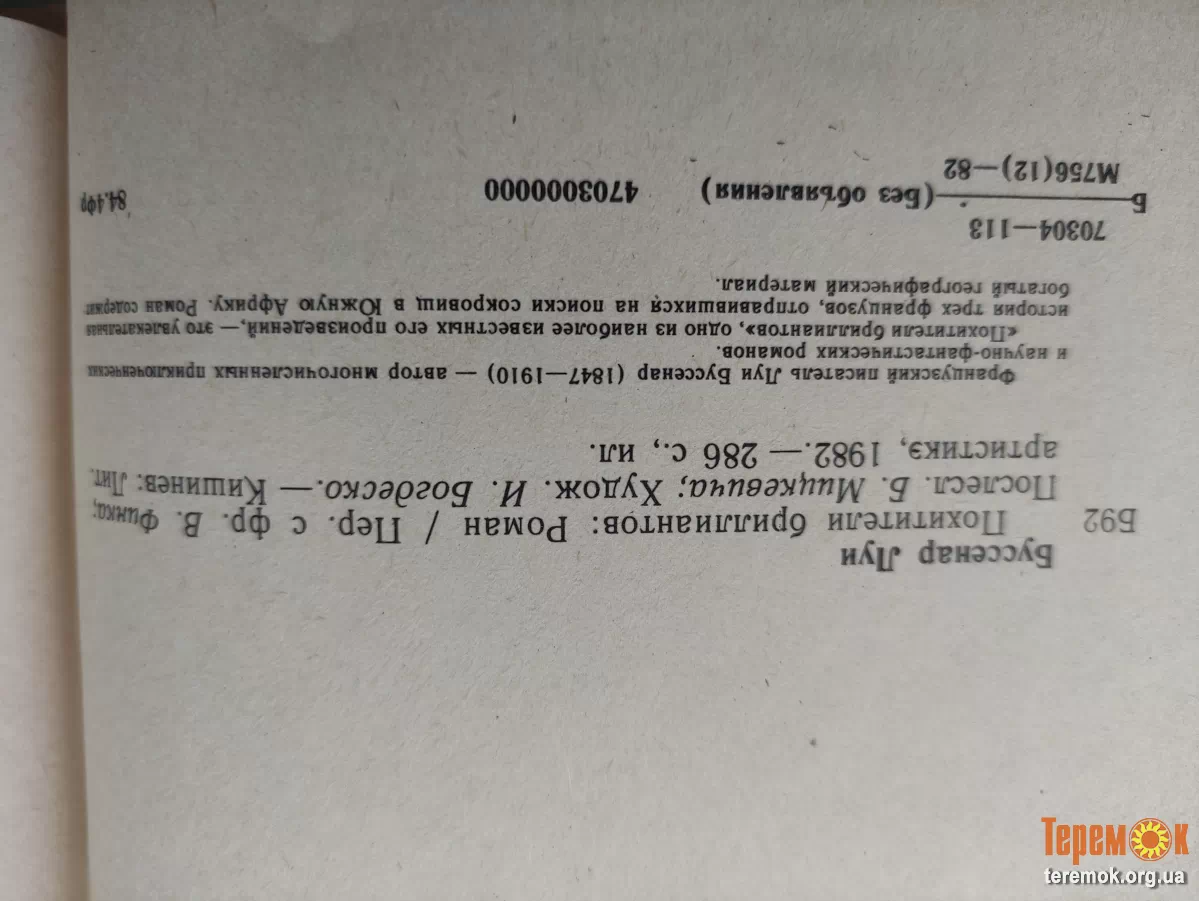 Буссенар Луи
Б92 Похитители бриллиантов: Роман / Пер. с фр. В. Финка;
Послесл. Б. Мицкевича; Худож. И. Богдеско.— Кишинев: Лит.
артистикэ, 1982.— 286 с., ил.
Французский писатель Луи Буссенар (1847—1910) — автор многочисленных приключенческих
и научно-фантастических романов.
«Похитители бриллиантов», одно из наиболее известных его произведений,— это увлекательная
история трех французов, отправившихся на поиски сокровищ в Южную Африку. Роман содержит
богатый географический материал.
70304—113
Б (Без объявления) 4703000000 84.4фр
М756(12)—82
Теремок
teremok.org.ua